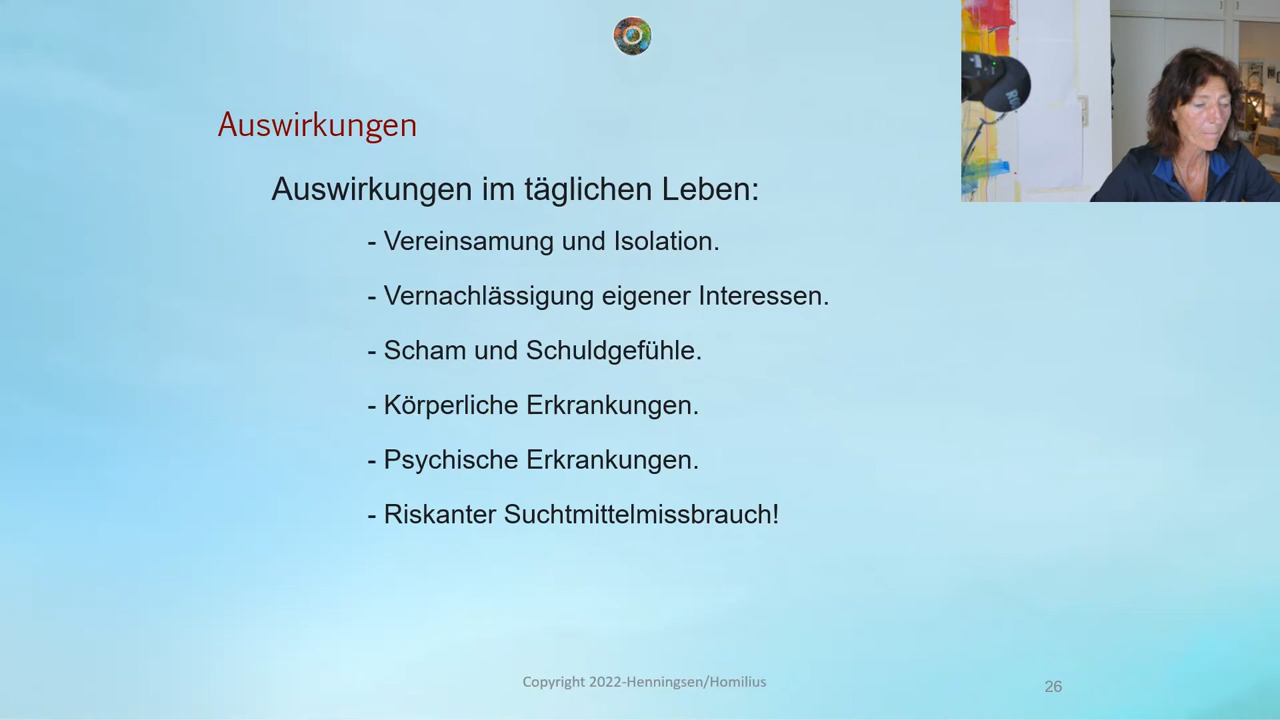 Auswirkungen
Auswirkungen im täglichen Leben:
- Vereinsamung und Isolation.
- Vernachlässigung eigener Interessen.
- Scham und Schuldgefühle.
- Körperliche Erkrankungen.
- Psychische Erkrankungen.
- Riskanter Suchtmittelmissbrauch!
Copyright 2022-Henningsen/Homilius
26